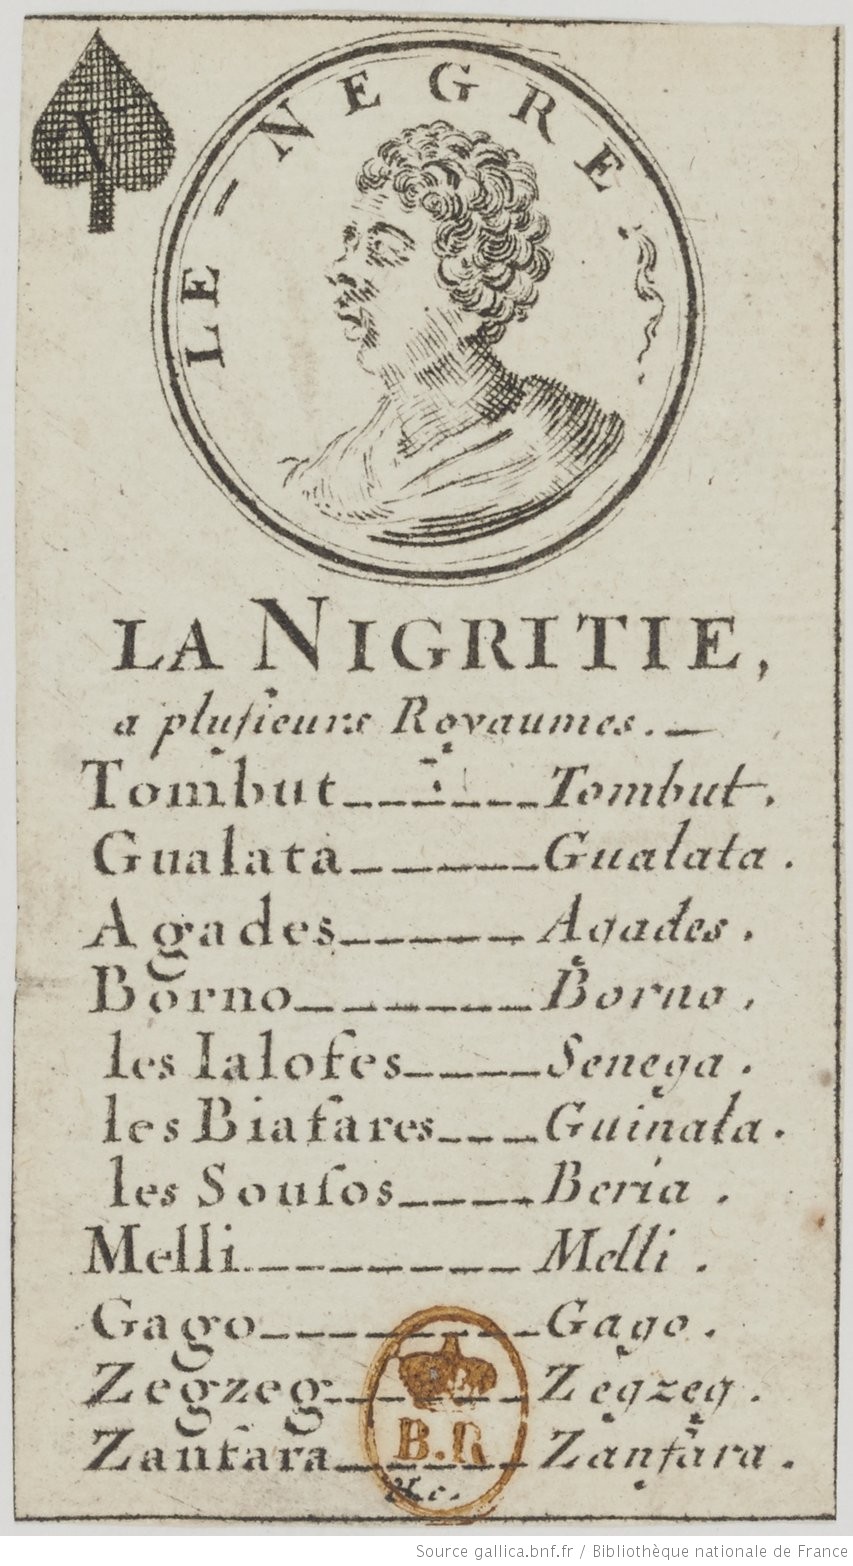 V
LE - NEGRE
LA NIGRITIE,
a pluſieurs Royaumes.
Tombut Tombut.
Gualata Gualata.
Agades Agades.
Borno Borno.
les Ialofes Senega.
les Biafares Guinala.
les Souſos Beria.
Melli Melli.
Gago Gago.
Zegzeg Zegzeg.
Zanfara Zanfara.
&c.
B.R
Source gallica.bnf.fr / Bibliothèque nationale de France